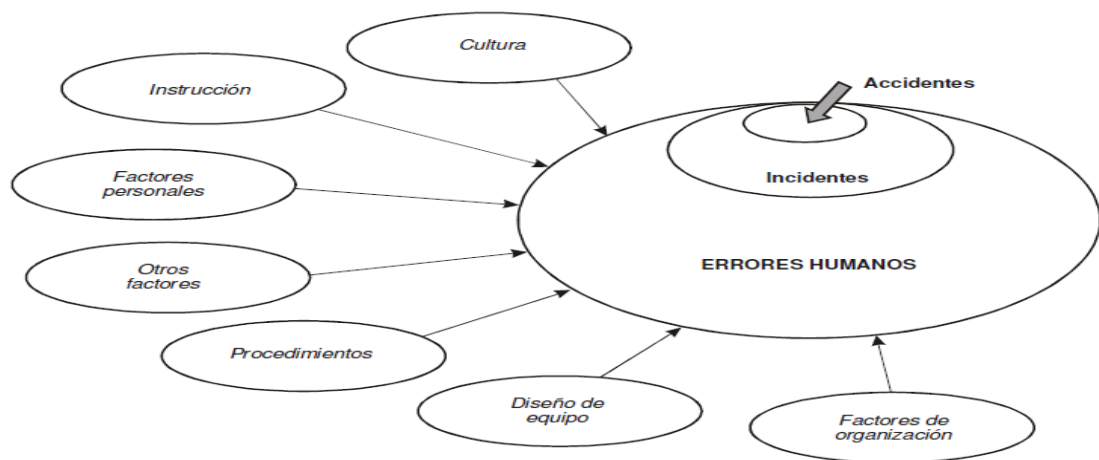 Cultura
Instrucción
Accidentes
Factores
personales
Incidentes
Otros
factores
ERRORES HUMANOS
Procedimientos
Diseño de
equipo
Factores de
organización